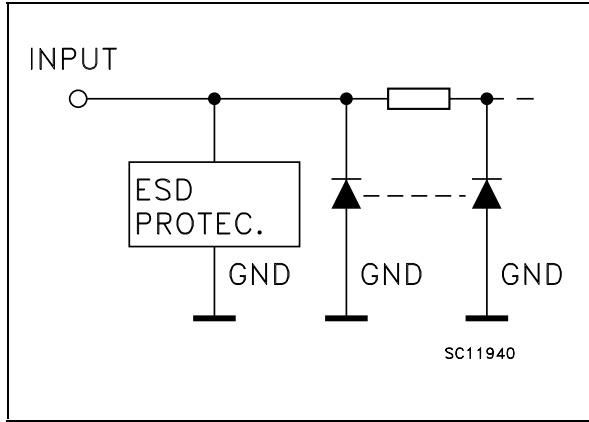 INPUT
ESD
PROTEC.
GND GND GND
SC11940